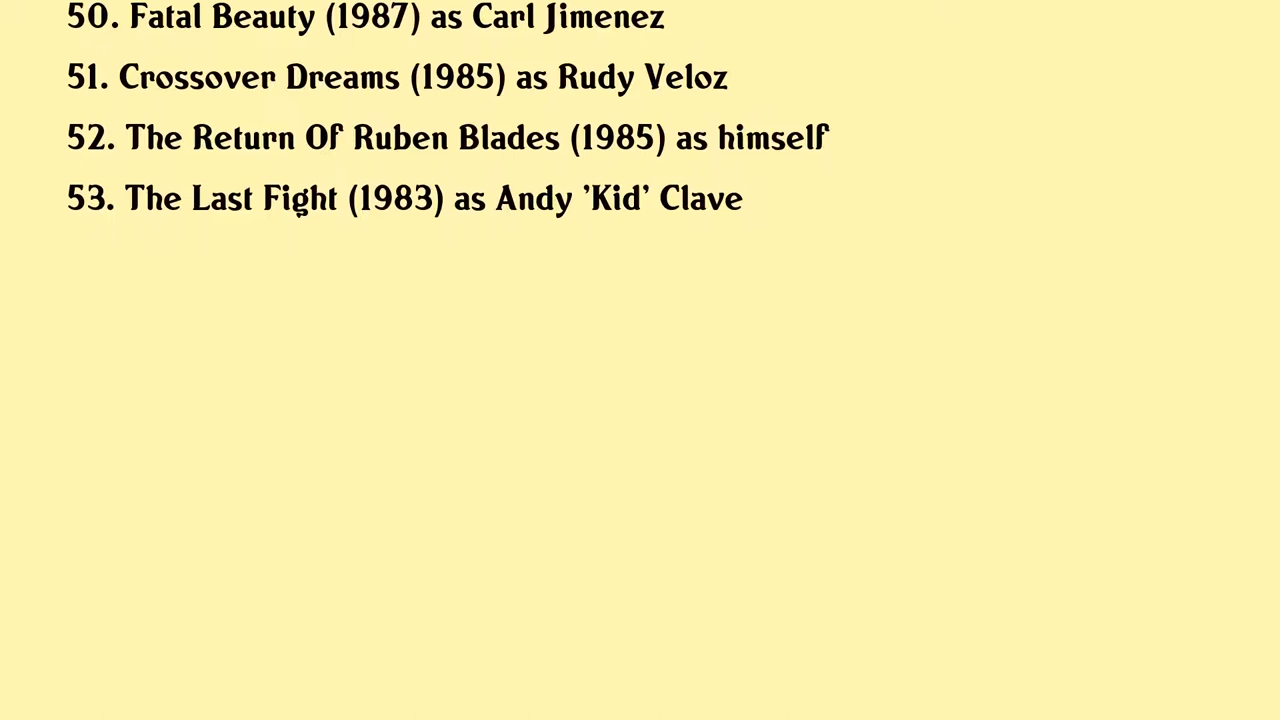 50. Fatal Beauty (1987) as Carl Jimenez
51. Crossover Dreams (1985) as Rudy Veloz
52. The Return Of Ruben Blades (1985) as himself
53. The Last Fight (1983) as Andy 'Kid' Clave